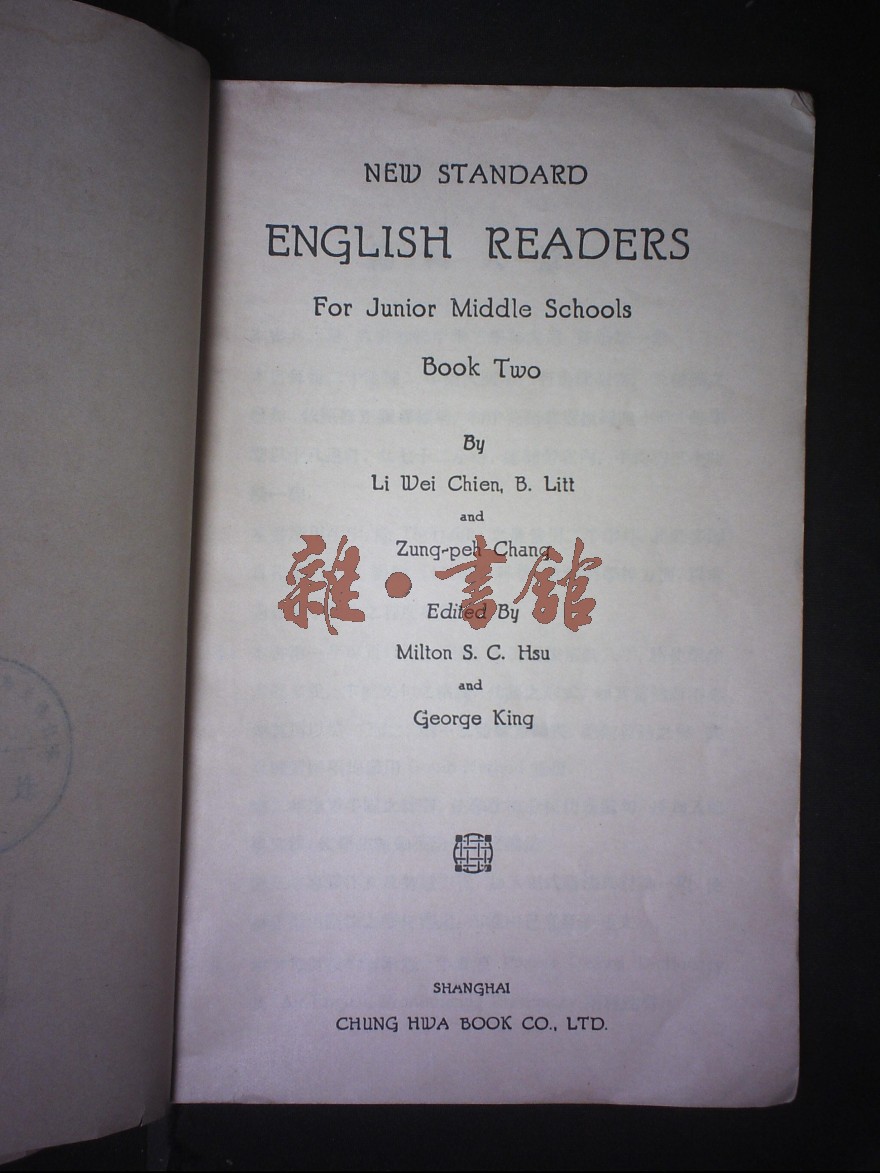 NEW STANDARD
ENGLISH READERS
For Junior Middle Schools
Book Two
By
Li Wei Chien, B. Litt
and
Zung-peh Chang
雜·書館
Edited By
Milton S. C. Hsu
and
George King
SHANGHAI
CHUNG HWA BOOK CO., LTD.